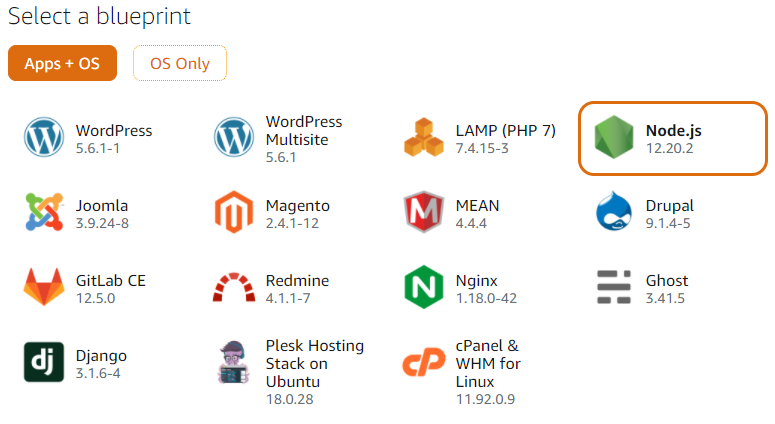 Select a blueprint
Apps + OS
OS Only
WordPress
5.6.1-1
WordPress
Multisite
5.6.1
LAMP (PHP 7)
7.4.15-3
Node.js
12.20.2
Joomla
3.9.24-8
Magento
2.4.1-12
MEAN
4.4.4
Drupal
9.1.4-5
GitLab CE
12.5.0
Redmine
4.1.1-7
Nginx
1.18.0-42
Ghost
3.41.5
dj
Django
3.1.6-4
Plesk Hosting
Stack on
Ubuntu
18.0.28
cP
cPanel &
WHM for
Linux
11.92.0.9